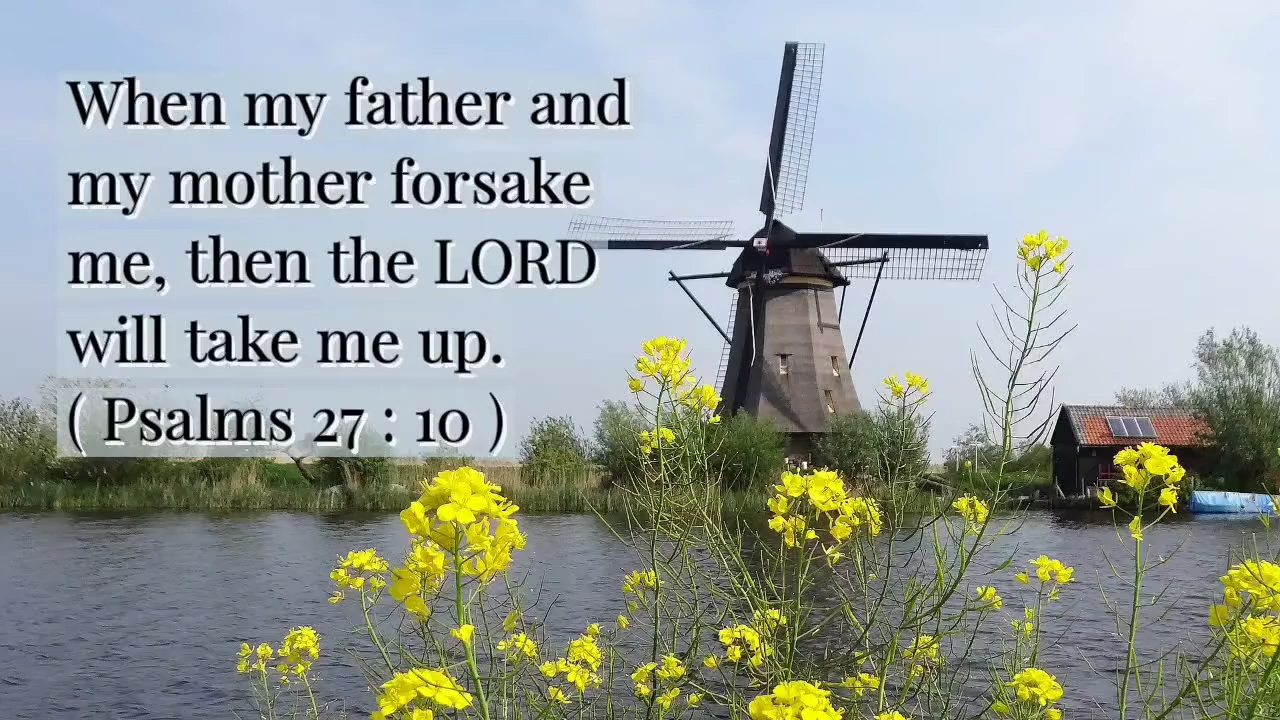 When my father and
my mother forsake
me, then the LORD
will take me up.
( Psalms 27 : 10 )